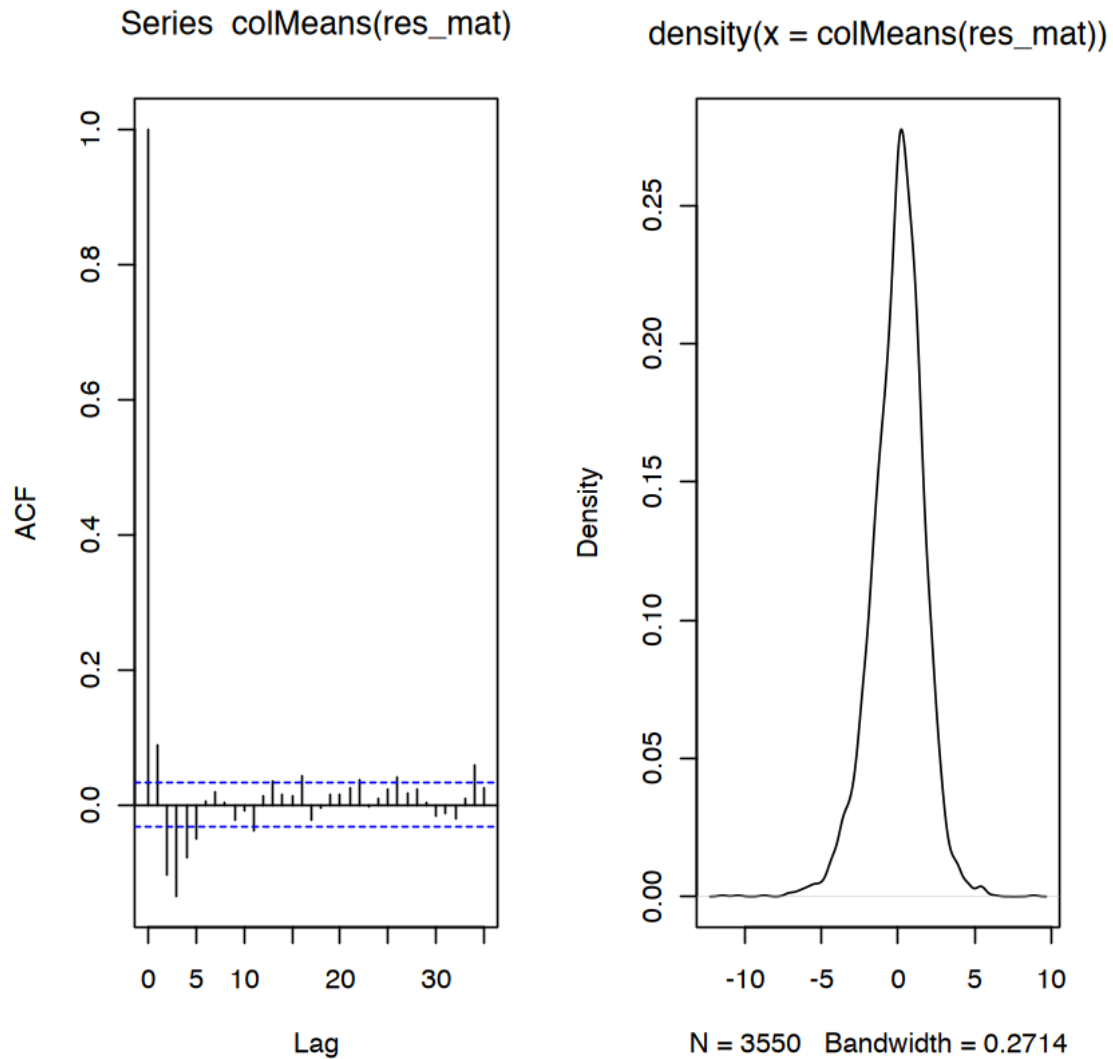 Series  colMeans(res_mat)
ACF
1.0
0.8
0.6
0.4
0.2
0.0
0 5 10 20 30
Lag
density(x = colMeans(res_mat))
Density
0.25
0.20
0.15
0.10
0.05
0.00
-10 -5 0 5 10
N = 3550   Bandwidth = 0.2714